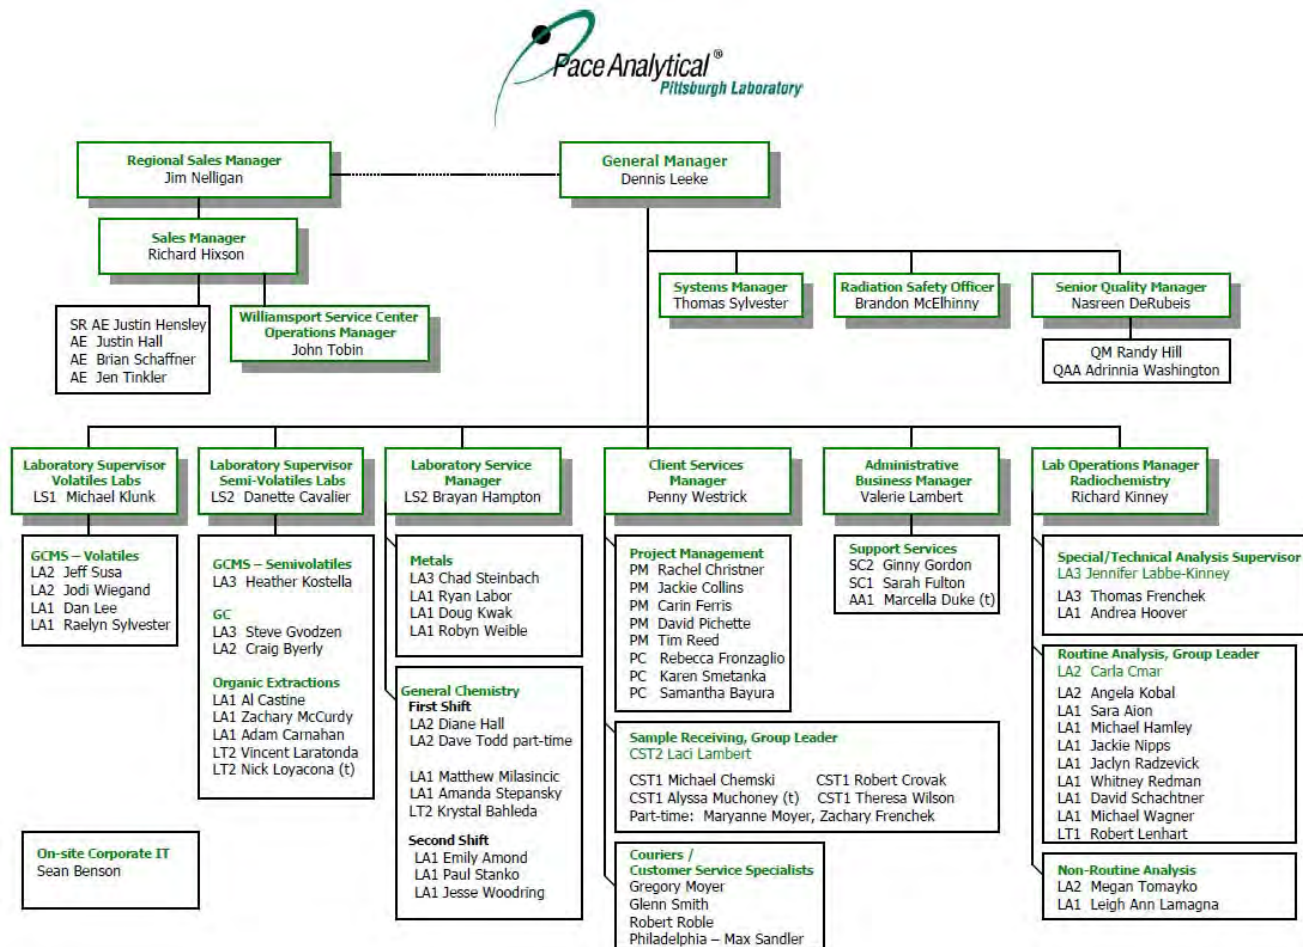 Pace Analytical ®
Pittsburgh Laboratory
Regional Sales Manager
Jim Nelligan
General Manager
Dennis Leeke
Sales Manager
Richard Hixson
SR AE Justin Hensley
AE Justin Hall
AE Brian Schaffner
AE Jen Tinkler
Williamsport Service Center
Operations Manager
John Tobin
Systems Manager
Thomas Sylvester
Radiation Safety Officer
Brandon McElhinny
Senior Quality Manager
Nasreen DeRubeis
QM Randy Hill
QAA Adrinnia Washington
Laboratory Supervisor
Volatiles Labs
LS1 Michael Klunk
GCMS – Volatiles
LA2 Jeff Susa
LA2 Jodi Wiegand
LA1 Dan Lee
LA1 Raelyn Sylvester
Laboratory Supervisor
Semi-Volatiles Labs
LS2 Danette Cavalier
GCMS – Semivolatiles
LA3 Heather Kostella
GC
LA3 Steve Gvodzen
LA2 Craig Byerly
Organic Extractions
LA1 Al Castine
LA1 Zachary McCurdy
LA1 Adam Carnahan
LT2 Vincent Laratonda
LT2 Nick Loyacona (t)
Laboratory Service
Manager
LS2 Brayan Hampton
Metals
LA3 Chad Steinbach
LA1 Ryan Labor
LA1 Doug Kwak
LA1 Robyn Weible
General Chemistry
First Shift
LA2 Diane Hall
LA2 Dave Todd part-time
LA1 Matthew Milasincic
LA1 Amanda Stepansky
LT2 Krystal Bahleda
Second Shift
LA1 Emily Amond
LA1 Paul Stanko
LA1 Jesse Woodring
Client Services
Manager
Penny Westrick
Project Management
PM Rachel Christner
PM Jackie Collins
PM Carin Ferris
PM David Pichette
PM Tim Reed
PC Rebecca Fronzaglio
PC Karen Smetanka
PC Samantha Bayura
Sample Receiving, Group Leader
CST2 Laci Lambert
CST1 Michael Chemski CST1 Robert Crovak
CST1 Alyssa Muchoney (t) CST1 Theresa Wilson
Part-time: Maryanne Moyer, Zachary Frenchek
Couriers /
Customer Service Specialists
Gregory Moyer
Glenn Smith
Robert Roble
Philadelphia – Max Sandler
Administrative
Business Manager
Valerie Lambert
Support Services
SC2 Ginny Gordon
SC1 Sarah Fulton
AA1 Marcella Duke (t)
Lab Operations Manager
Radiochemistry
Richard Kinney
Special/Technical Analysis Supervisor
LA3 Jennifer Labbe-Kinney
LA3 Thomas Frenchek
LA1 Andrea Hoover
Routine Analysis, Group Leader
LA2 Carla Cmar
LA2 Angela Kobal
LA1 Sara Aion
LA1 Michael Hamley
LA1 Jackie Nipps
LA1 Jaclyn Radzevick
LA1 Whitney Redman
LA1 David Schachtner
LA1 Michael Wagner
LT1 Robert Lenhart
Non-Routine Analysis
LA2 Megan Tomayko
LA1 Leigh Ann Lamagna
On-site Corporate IT
Sean Benson